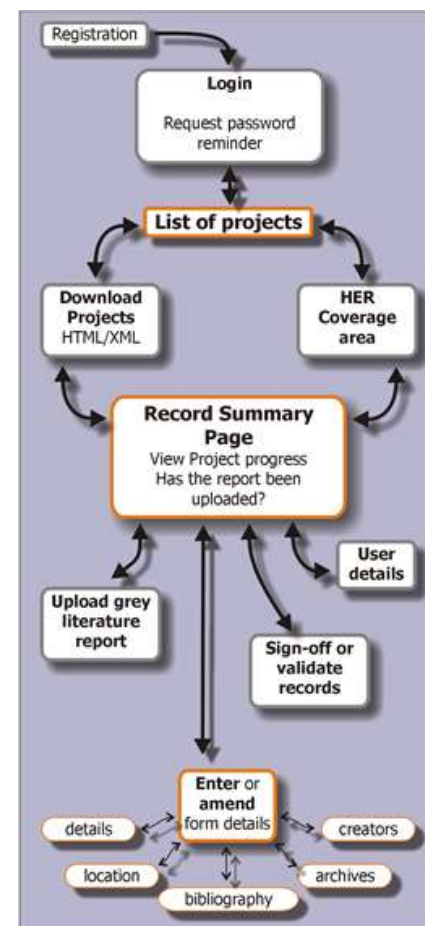 Registration
Login
Request password
reminder
List of projects
Download
Projects
HTML/XML
HER
Coverage
area
Record Summary
Page
View Project progress
Has the report been
uploaded?
User
details
Upload grey
literature
report
Sign-off or
validate
records
Enter or
amend
form details
details
creators
location
archives
bibliography